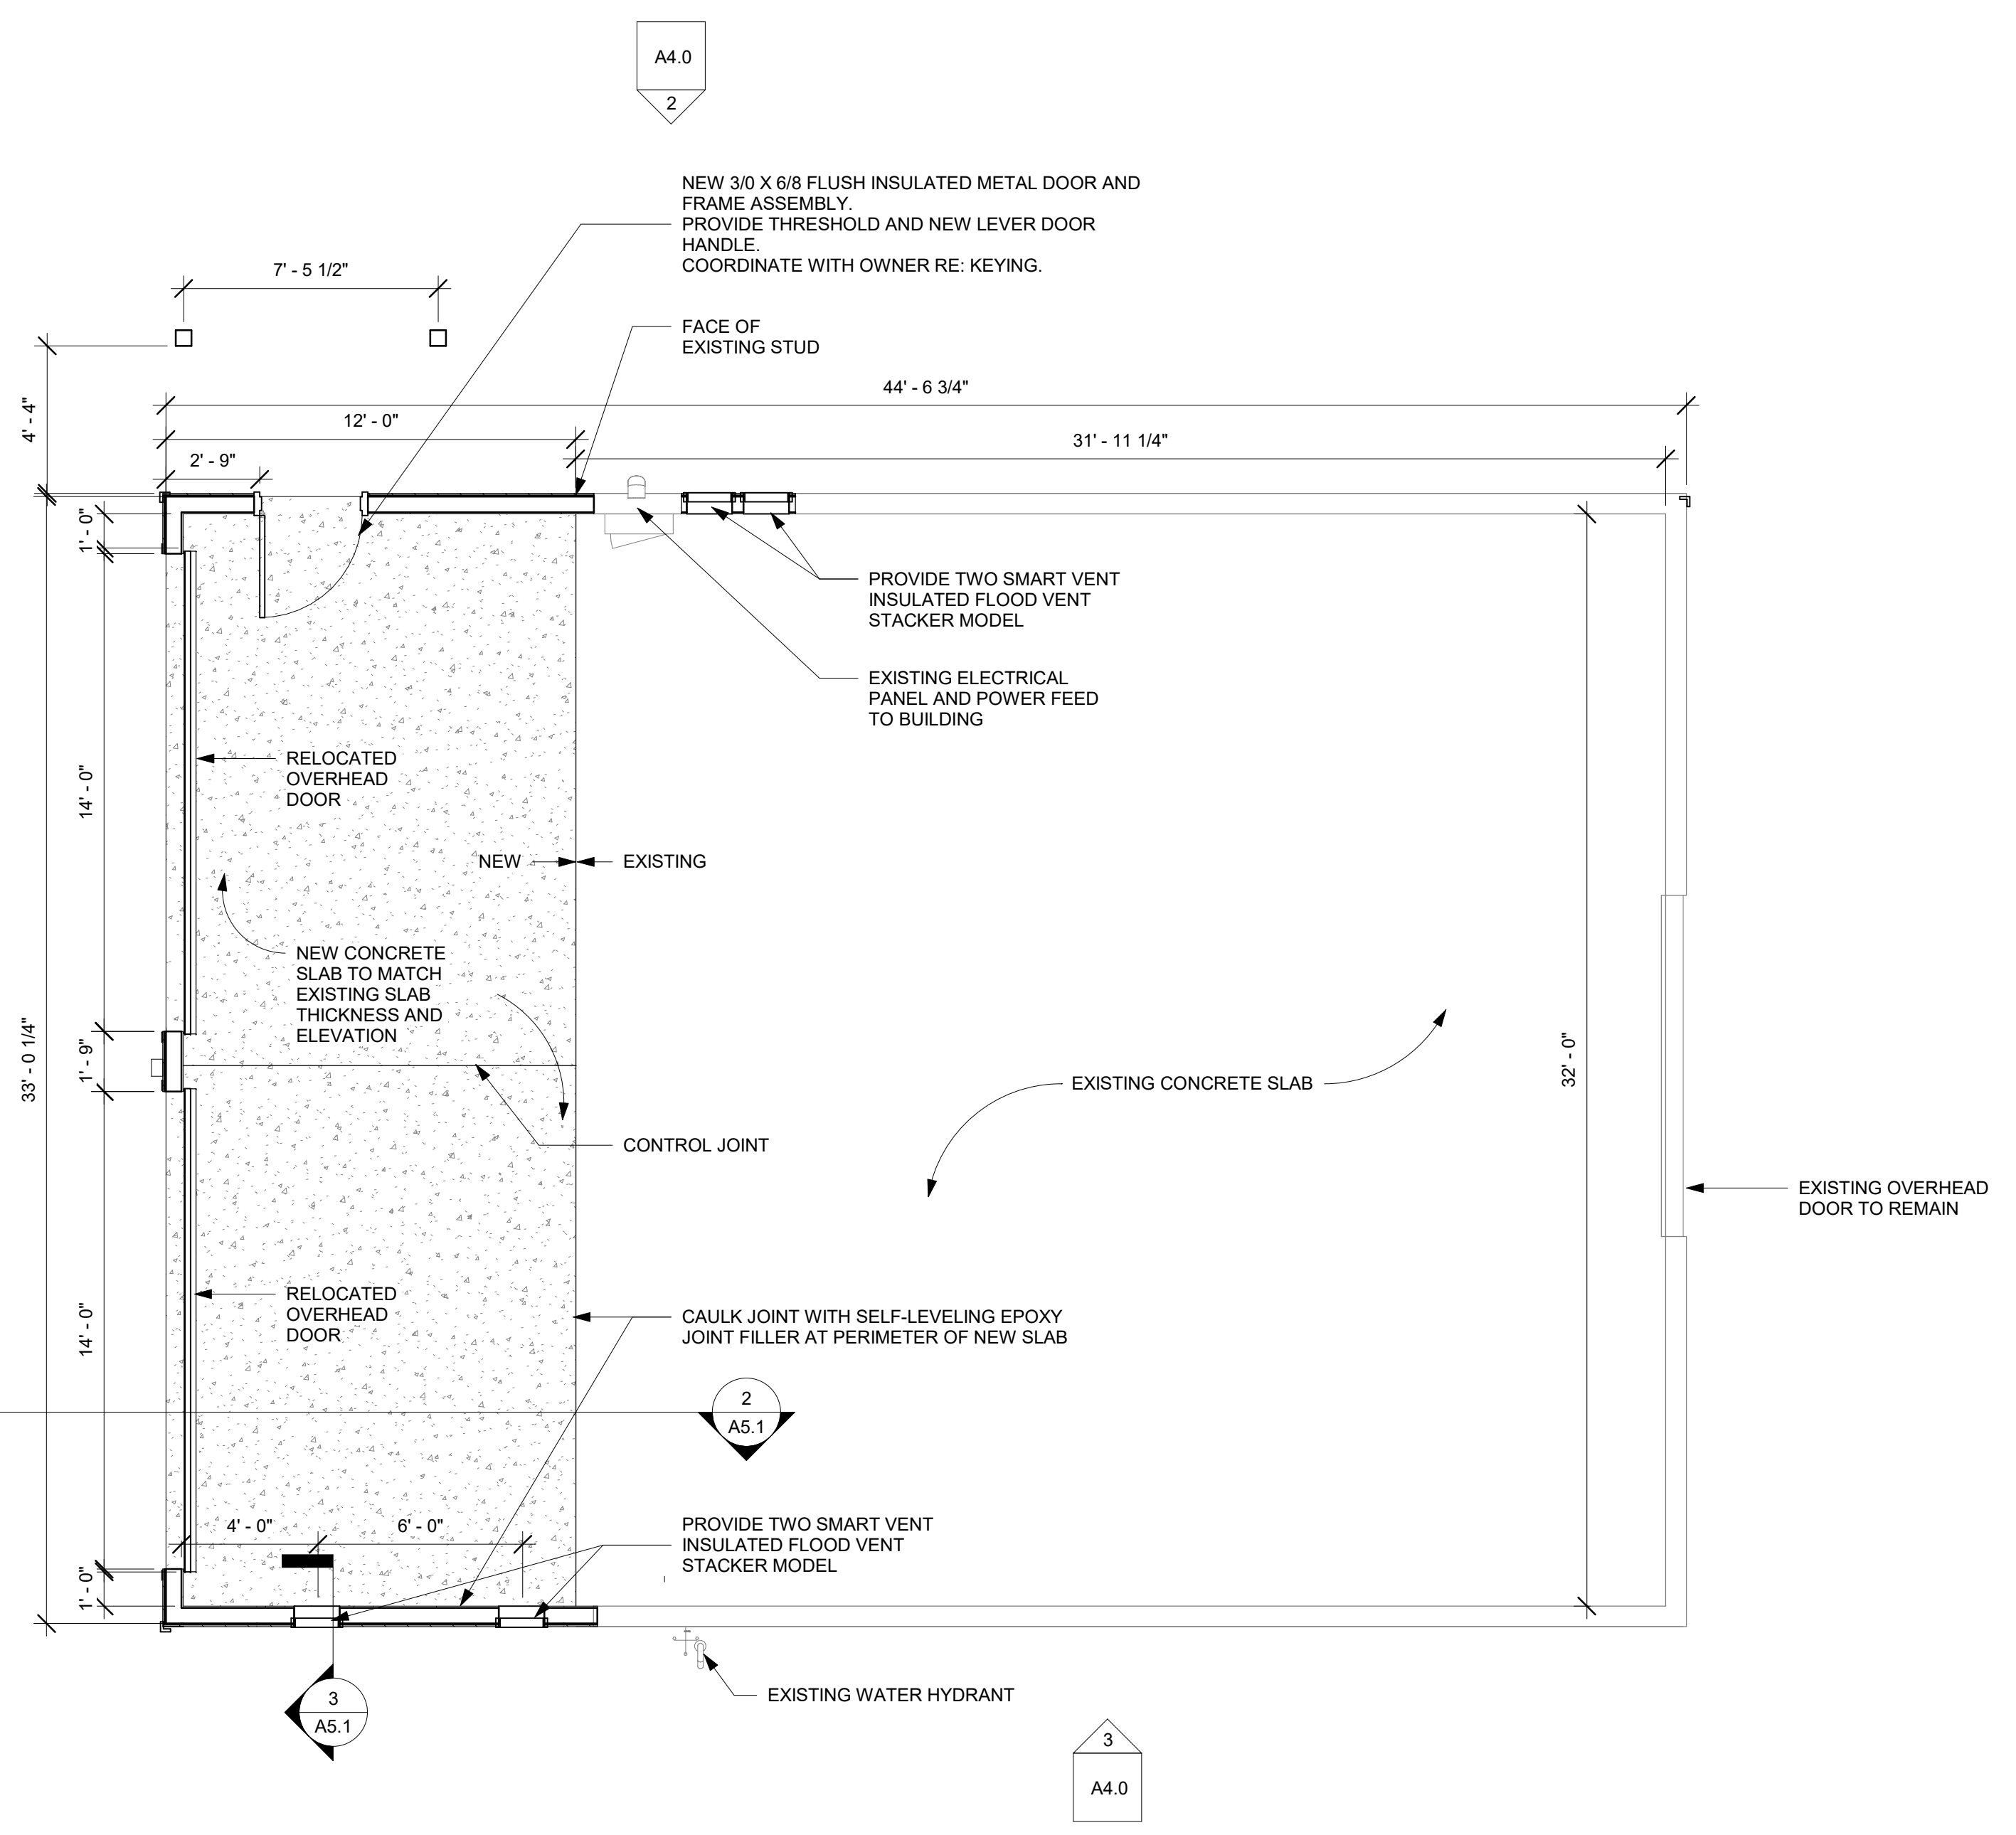 A4.0
2
NEW 3/0 X 6/8 FLUSH INSULATED METAL DOOR AND
FRAME ASSEMBLY.
PROVIDE THRESHOLD AND NEW LEVER DOOR
HANDLE.
COORDINATE WITH OWNER RE: KEYING.
7' - 5 1/2"
FACE OF
EXISTING STUD
44' - 6 3/4"
4' - 4"
12' - 0"
31' - 11 1/4"
2' - 9"
1' - 0"
PROVIDE TWO SMART VENT
INSULATED FLOOD VENT
STACKER MODEL
EXISTING ELECTRICAL
PANEL AND POWER FEED
TO BUILDING
14' - 0"
RELOCATED
OVERHEAD
DOOR
NEW
EXISTING
NEW CONCRETE
SLAB TO MATCH
EXISTING SLAB
THICKNESS AND
ELEVATION
33' - 0 1/4"
1' - 9"
32' - 0"
EXISTING CONCRETE SLAB
CONTROL JOINT
EXISTING OVERHEAD
DOOR TO REMAIN
RELOCATED
OVERHEAD
DOOR
14' - 0"
CAULK JOINT WITH SELF-LEVELING EPOXY
JOINT FILLER AT PERIMETER OF NEW SLAB
2
A5.1
4' - 0"
6' - 0"
PROVIDE TWO SMART VENT
INSULATED FLOOD VENT
STACKER MODEL
1' - 0"
EXISTING WATER HYDRANT
3
A5.1
3
A4.0